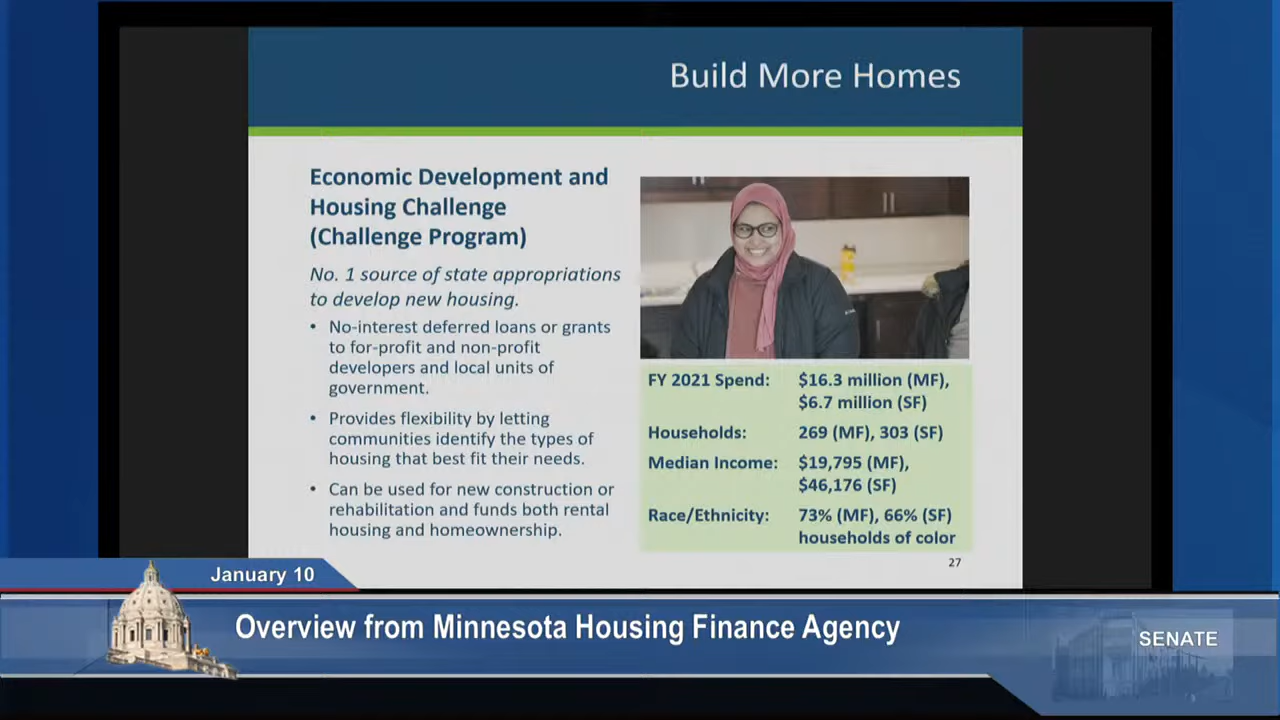 Build More Homes
Economic Development and
Housing Challenge
(Challenge Program)
No. 1 source of state appropriations
to develop new housing.
• No-interest deferred loans or grants
to for-profit and non-profit
developers and local units of
government.
• Provides flexibility by letting
communities identify the types of
housing that best fit their needs.
• Can be used for new construction or
rehabilitation and funds both rental
housing and homeownership.
FY 2021 Spend: $16.3 million (MF),
$6.7 million (SF)
Households: 269 (MF), 303 (SF)
Median Income: $19,795 (MF),
$46,176 (SF)
Race/Ethnicity: 73% (MF), 66% (SF)
households of color
27
January 10
Overview from Minnesota Housing Finance Agency
SENATE